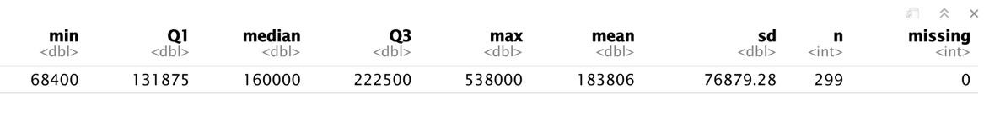 min Q1 median Q3 max mean sd n missing
<dbl> <dbl> <dbl> <dbl> <dbl> <dbl> <dbl> <int> <int>
68400 131875 160000 222500 538000 183806 76879.28 299 0